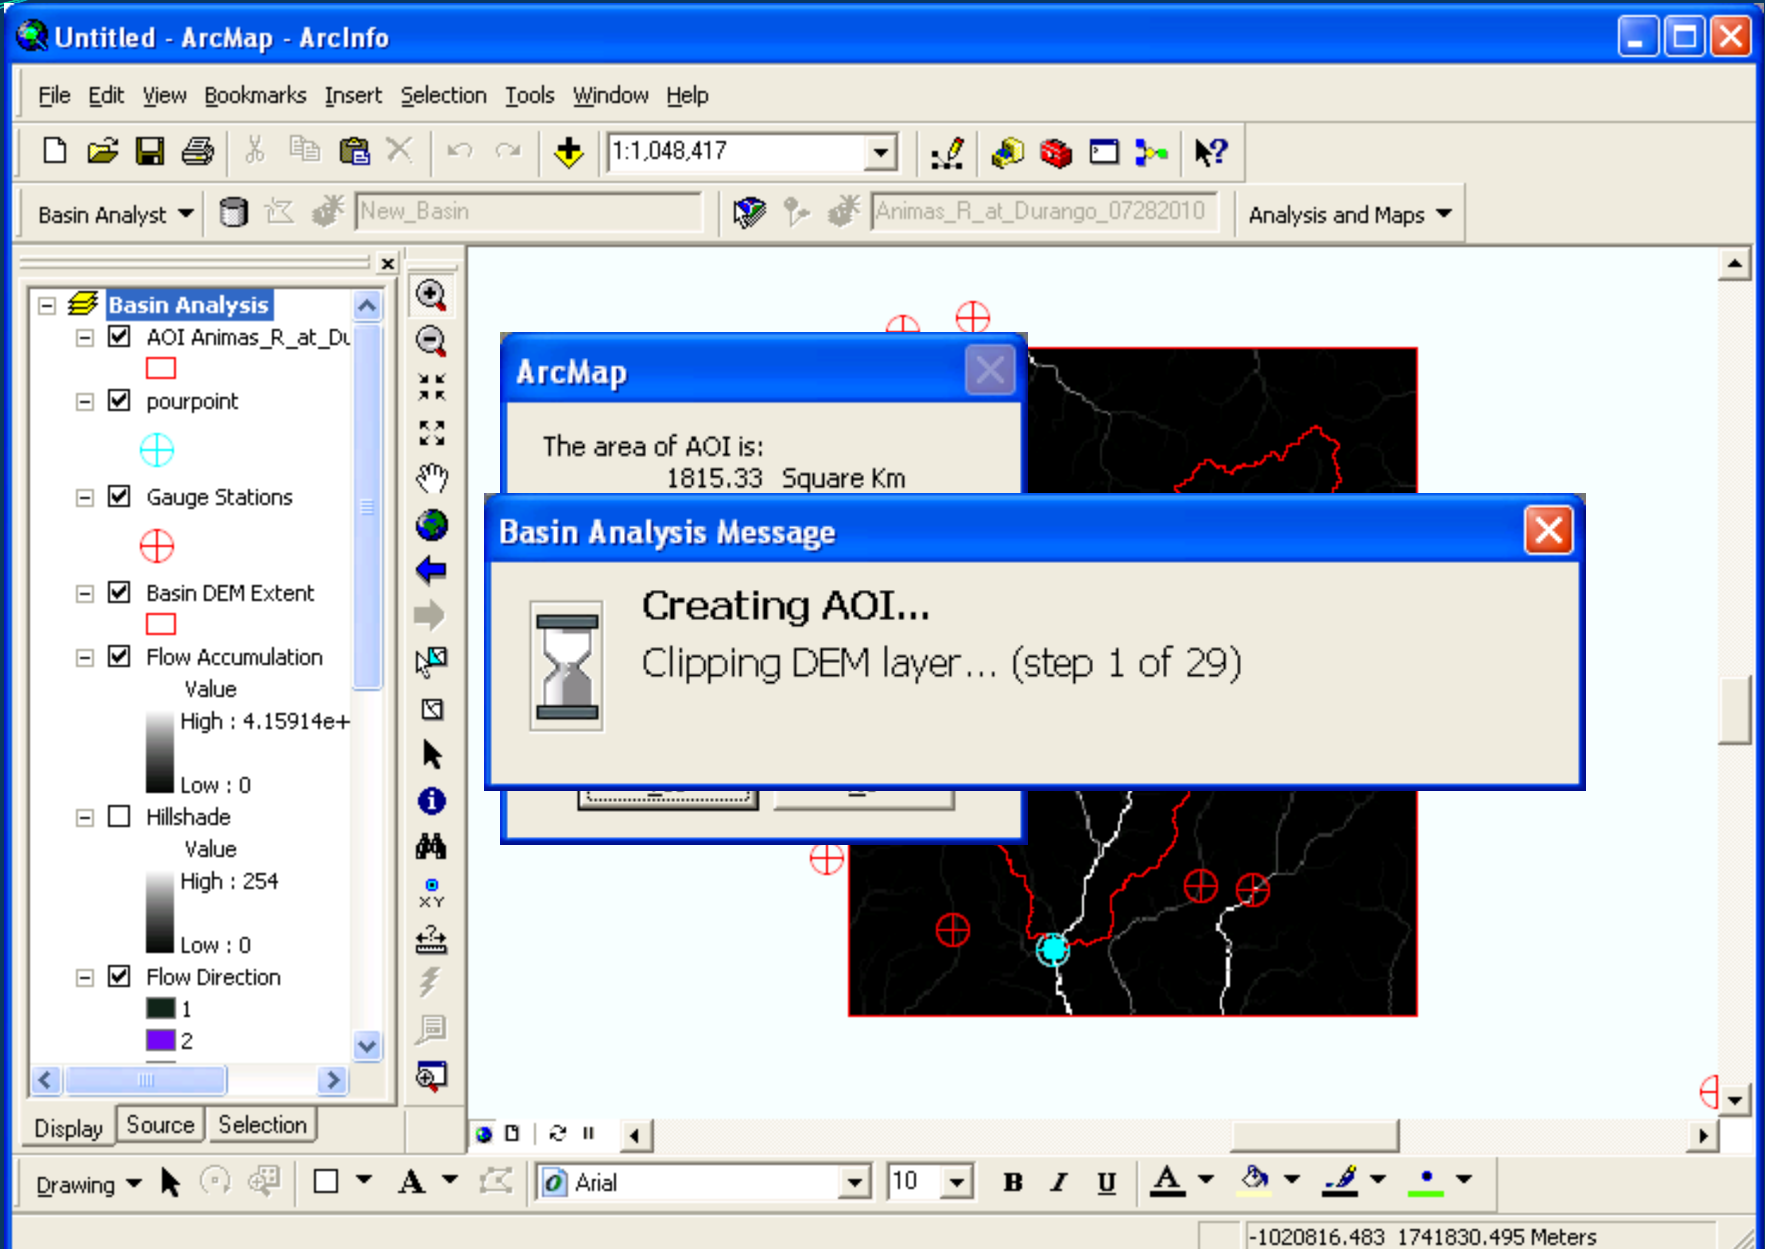 Untitled - ArcMap - ArcInfo
File Edit View Bookmarks Insert Selection Tools Window Help
1:1,048,417
Basin Analyst
New_Basin
Animas_R_at_Durango_07282010
Analysis and Maps
Basin Analysis
AOI Animas_R_at_Du
pourpoint
Gauge Stations
Basin DEM Extent
Flow Accumulation
Value
High : 4.15914e+
Low : 0
Hillshade
Value
High : 254
Low : 0
Flow Direction
1
2
Display Source Selection
XY
ArcMap
The area of AOI is:
1815.33 Square Km
Basin Analysis Message
Creating AOI...
Clipping DEM layer... (step 1 of 29)
Drawing
A
Arial
10
B I U A
-1020816.483 1741830.495 Meters